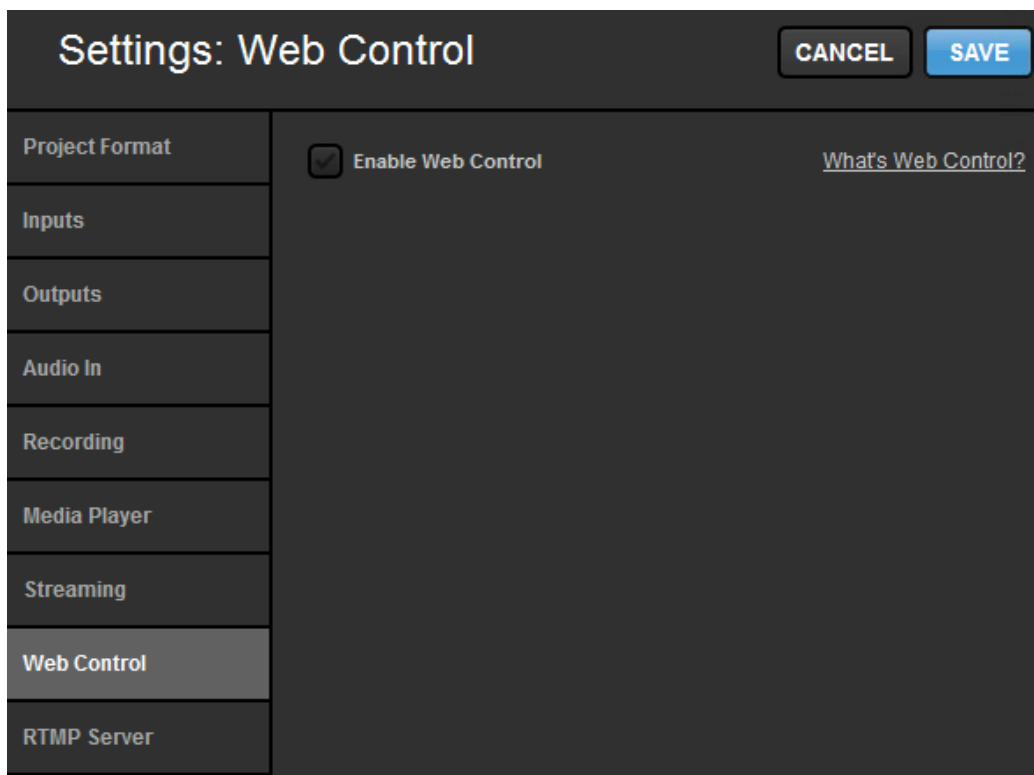 Settings: Web Control
CANCEL
SAVE
Project Format
Inputs
Outputs
Audio In
Recording
Media Player
Streaming
Web Control
RTMP Server
Enable Web Control
What's Web Control?